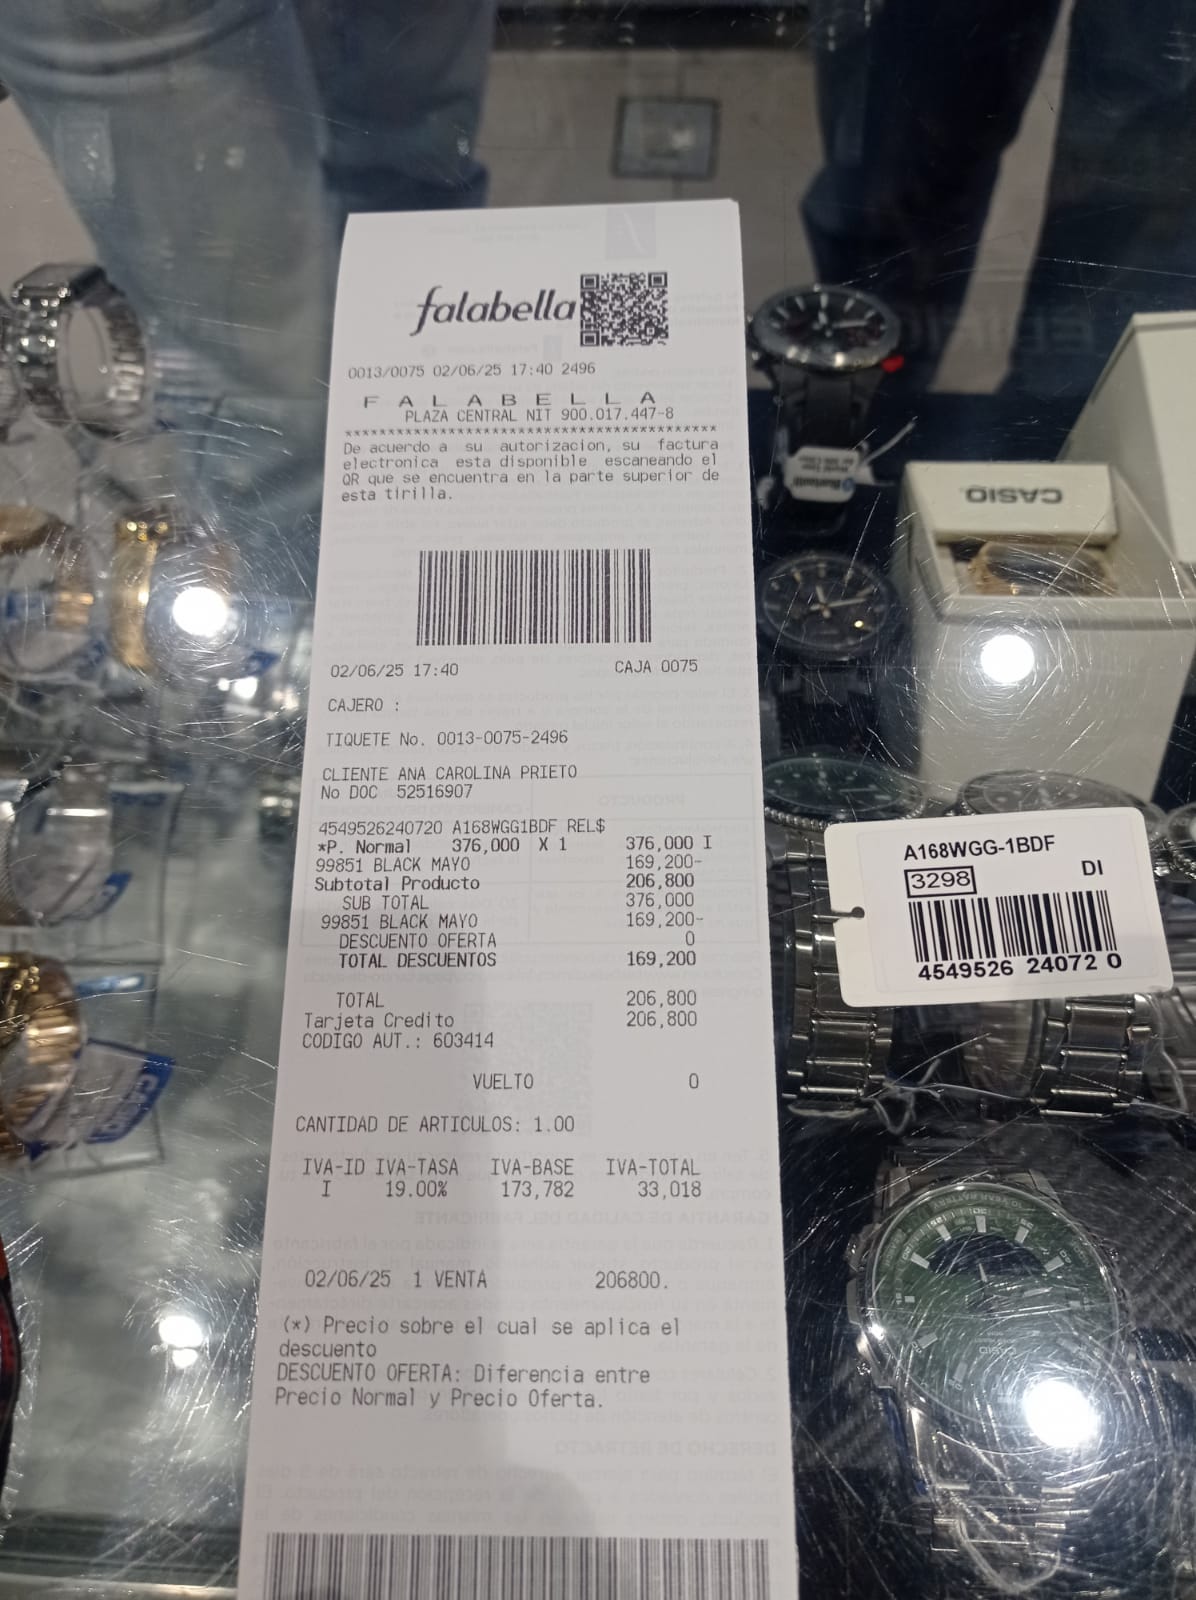 falabella
0013/0075 02/06/25 17:40 2496
F A L A B E L L A
PLAZA CENTRAL NIT 900.017.447-8
De acuerdo a su autorizacion, su factura
electronica esta disponible escaneando el
QR que se encuentra en la parte superior de
esta tirilla.
02/06/25 17:40 CAJA 0075
CAJERO :
TIQUETE No. 0013-0075-2496
CLIENTE ANA CAROLINA PRIETO
No DOC 52516907
4549526240720 A168WGG1BDF REL$
*P. Normal 376,000 X 1 376,000 I
99851 BLACK MAYO 169,200-
Subtotal Producto 206,800
SUB TOTAL 376,000
99851 BLACK MAYO 169,200-
DESCUENTO OFERTA 0
TOTAL DESCUENTOS 169,200
TOTAL 206,800
Tarjeta Credito 206,800
CODIGO AUT.: 603414
VUELTO 0
CANTIDAD DE ARTICULOS: 1.00
IVA-ID IVA-TASA IVA-BASE IVA-TOTAL
I 19.00% 173,782 33,018
02/06/25 1 VENTA 206800.
(*) Precio sobre el cual se aplica el
descuento
DESCUENTO OFERTA: Diferencia entre
Precio Normal y Precio Oferta.
CASIO
A168WGG-1BDF
3298 DI
4549526 24072 0
CASIO